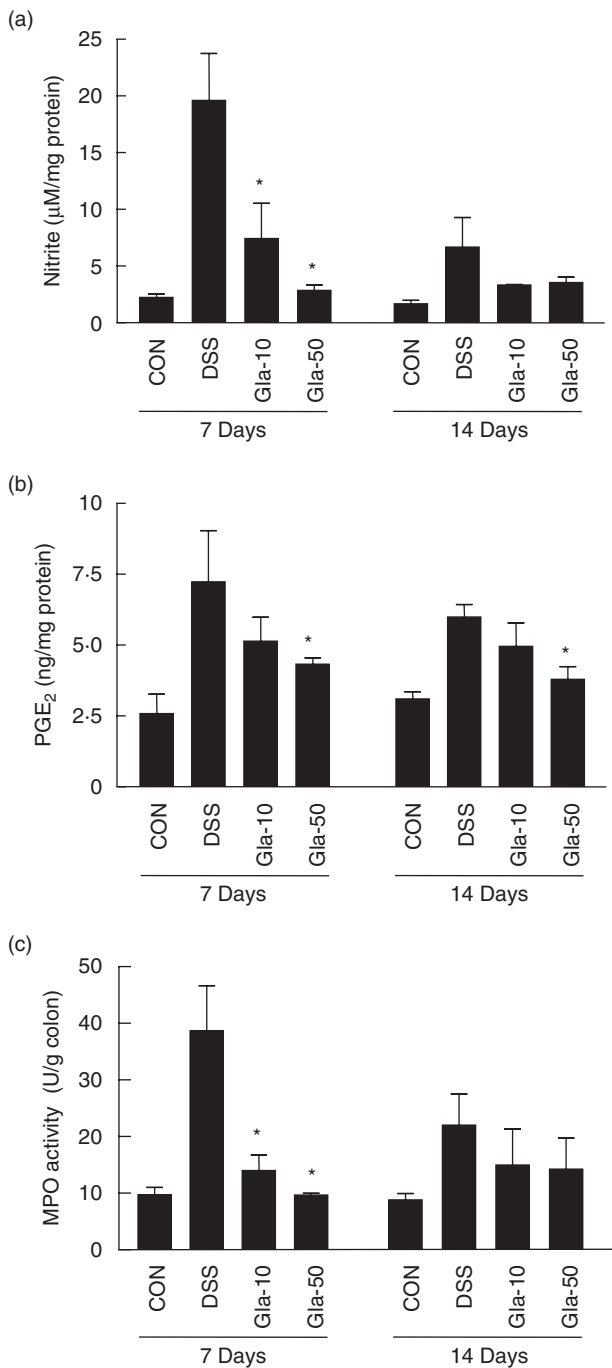 (a)
Nitrite (μM/mg protein)
25
20
15
10
5
0
*
*
CON
DSS
Gla-10
Gla-50
CON
DSS
Gla-10
Gla-50
7 Days
14 Days
(b)
PGE₂ (ng/mg protein)
10
7·5
5·0
2·5
0
*
*
CON
DSS
Gla-10
Gla-50
CON
DSS
Gla-10
Gla-50
7 Days
14 Days
(c)
MPO activity (U/g colon)
50
40
30
20
10
0
*
*
CON
DSS
Gla-10
Gla-50
CON
DSS
Gla-10
Gla-50
7 Days
14 Days